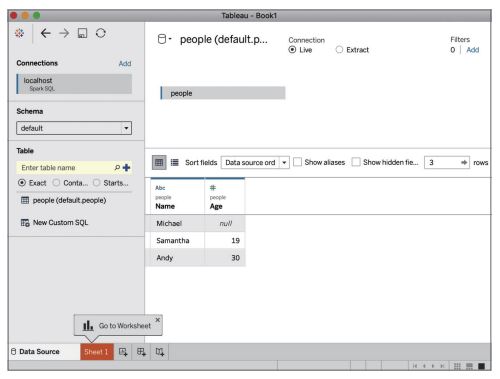 Tableau - Book1
Connections
Add
localhost
Spark SQL
Schema
default
Table
Enter table name
Exact Conta... Starts...
people (default.people)
New Custom SQL
people (default.p...
Connection
Live Extract
Filters
0 | Add
people
Sort fields Data source ord Show aliases Show hidden fie... 3 rows
Abc #
people people
Name Age
Michael null
Samantha 19
Andy 30
Go to Worksheet
Data Source Sheet 1